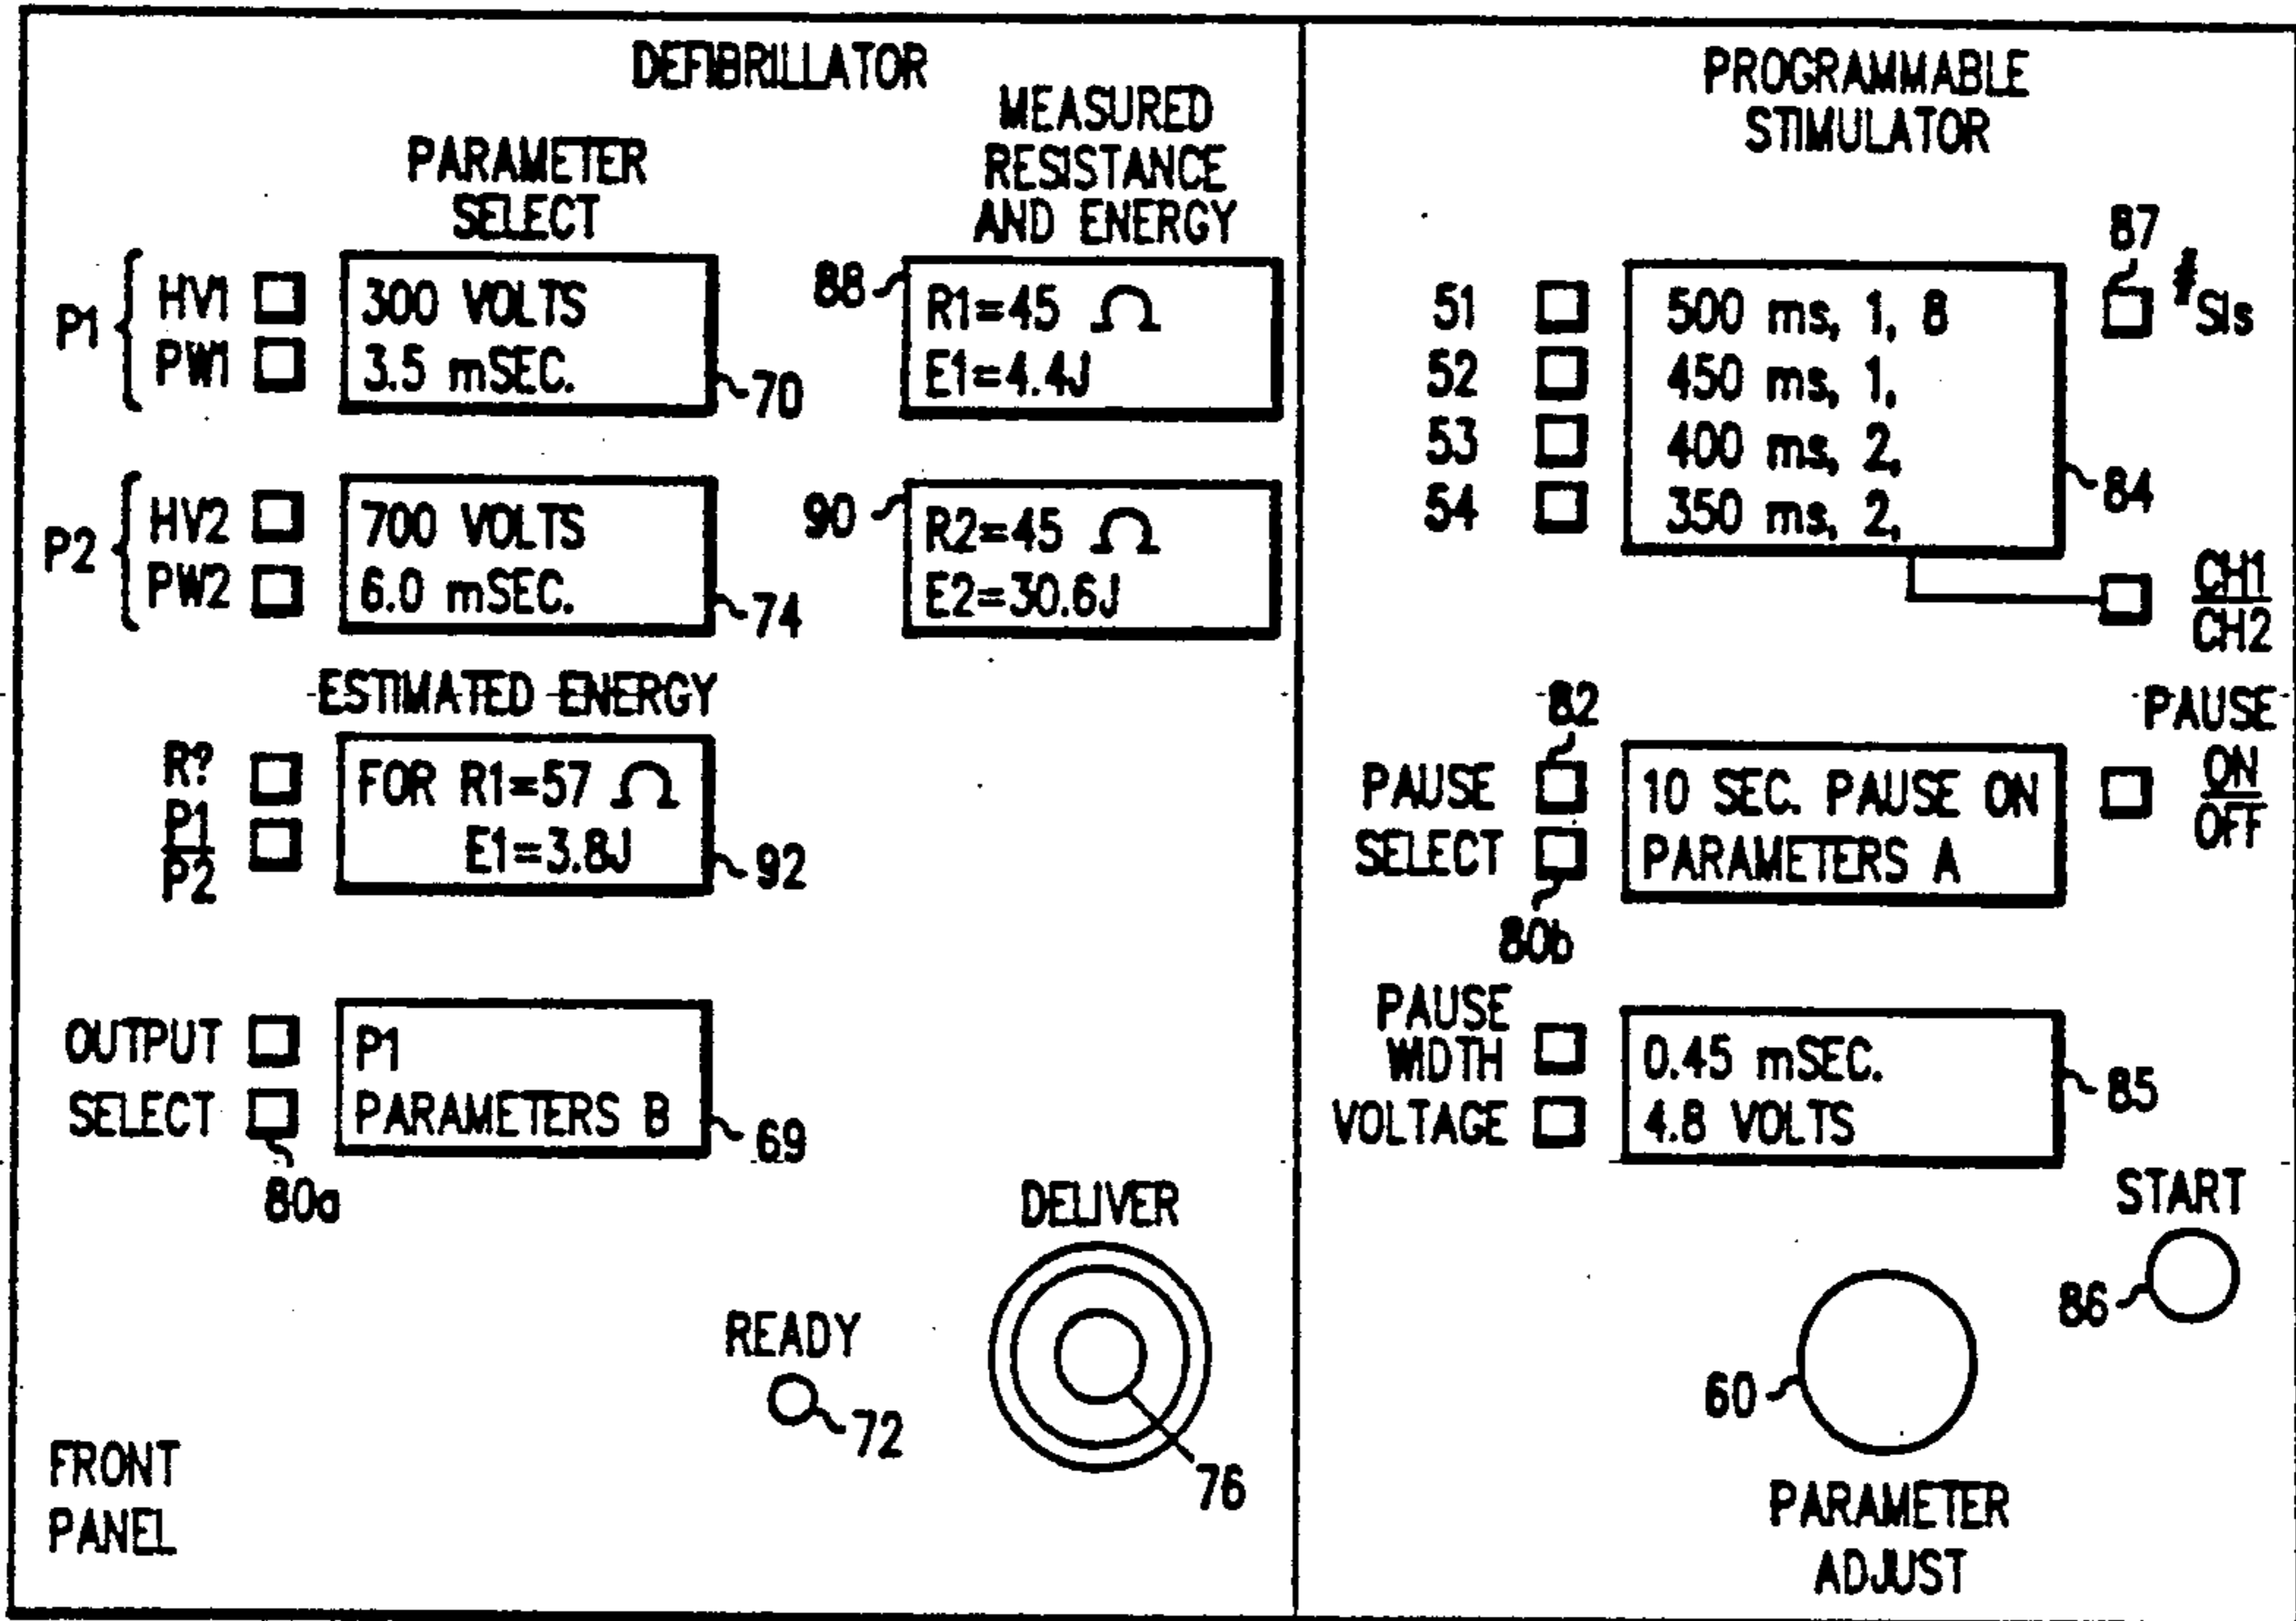 DEFIBRILLATOR
PARAMETER
SELECT
MEASURED
RESISTANCE
AND ENERGY
P1
HV1
PW1
300 VOLTS
3.5 mSEC.
70
88
R1=45 Ω
E1=4.4J
P2
HV2
PW2
700 VOLTS
6.0 mSEC.
74
90
R2=45 Ω
E2=30.6J
ESTIMATED ENERGY
R?
P1
P2
FOR R1=57 Ω
E1=3.8J
92
OUTPUT
SELECT
80a
P1
PARAMETERS B
69
READY
72
DELIVER
76
FRONT
PANEL
PROGRAMMABLE
STIMULATOR
51
52
53
54
500 ms, 1, 8
450 ms, 1,
400 ms, 2,
350 ms, 2,
84
87
#SIs
CH1
CH2
82
PAUSE
SELECT
80b
10 SEC. PAUSE ON
PARAMETERS A
PAUSE
ON
OFF
PAUSE
WIDTH
VOLTAGE
0.45 mSEC.
4.8 VOLTS
85
START
86
60
PARAMETER
ADJUST